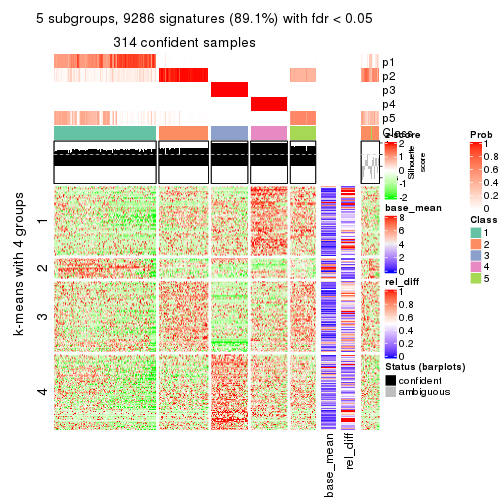 5 subgroups, 9286 signatures (89.1%) with fdr < 0.05
314 confident samples
p1
p2
p3
p4
p5
Class
Silhouette
score
k-means with 4 groups
1
2
3
4
base_mean
rel_diff
z-score
2
1
0
-1
-2
base_mean
8
6
4
2
0
rel_diff
1
0.8
0.6
0.4
0.2
0
Status (barplots)
confident
ambiguous
Prob
1
0.8
0.6
0.4
0.2
0
Class
1
2
3
4
5